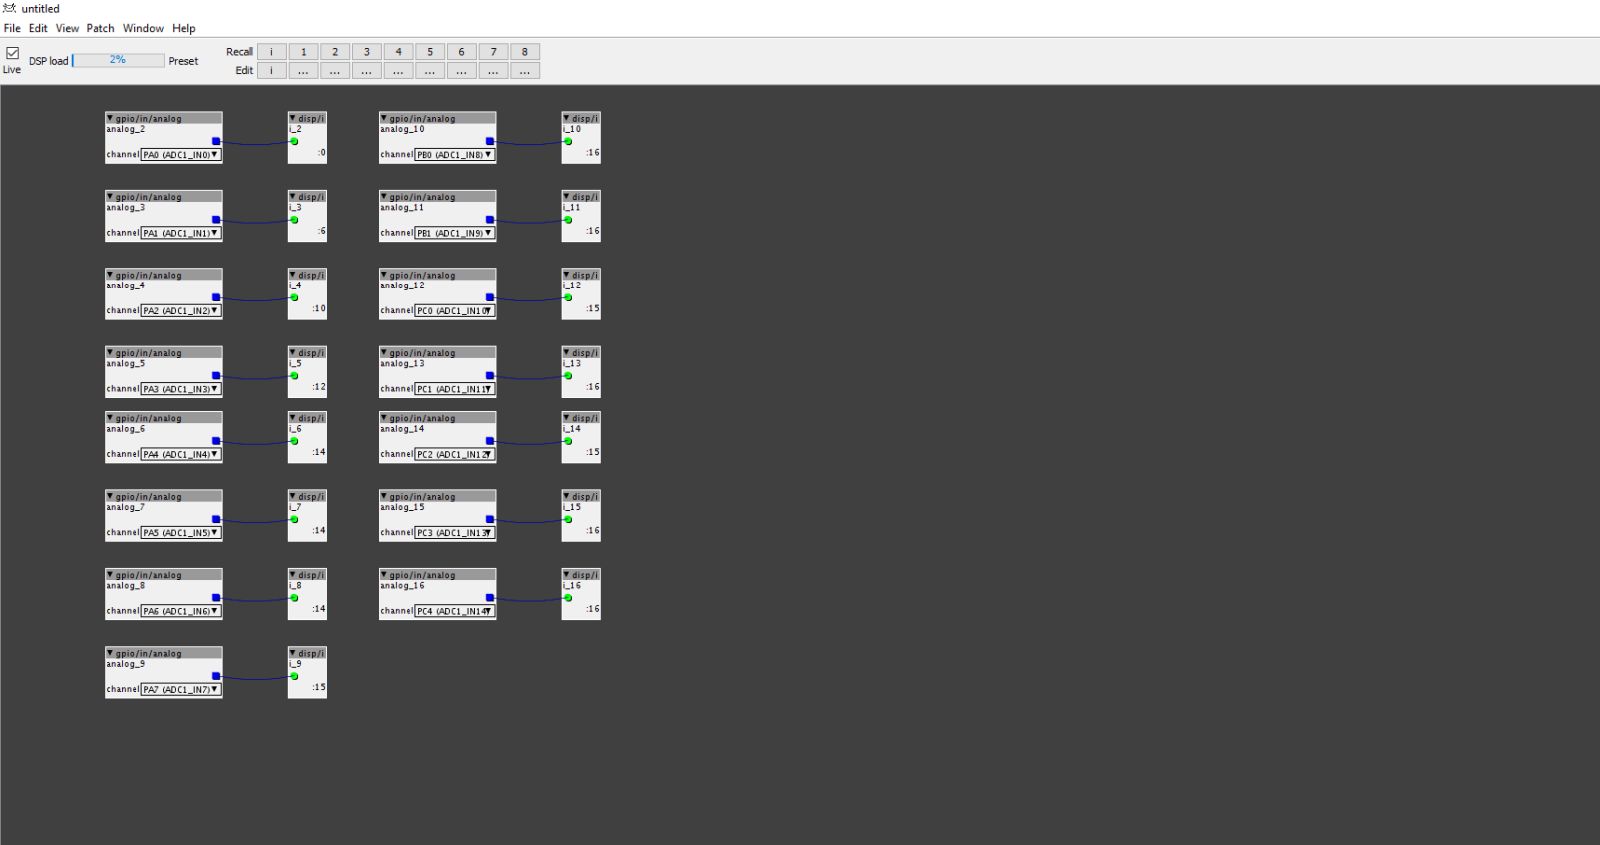 untitled
File Edit View Patch Window Help
Live DSP load 2% Preset
Recall i 1 2 3 4 5 6 7 8
Edit i ... ... ... ... ... ... ... ...
gpio/in/analog disp/i gpio/in/analog disp/i
analog_2 i_2 analog_10 i_10
:0 :16
channel PA0 (ADC1_IN0) channel PB0 (ADC1_IN8)
gpio/in/analog disp/i gpio/in/analog disp/i
analog_3 i_3 analog_11 i_11
:6 :16
channel PA1 (ADC1_IN1) channel PB1 (ADC1_IN9)
gpio/in/analog disp/i gpio/in/analog disp/i
analog_4 i_4 analog_12 i_12
:10 :15
channel PA2 (ADC1_IN2) channel PC0 (ADC1_IN10
gpio/in/analog disp/i gpio/in/analog disp/i
analog_5 i_5 analog_13 i_13
:12 :16
channel PA3 (ADC1_IN3) channel PC1 (ADC1_IN11
gpio/in/analog disp/i gpio/in/analog disp/i
analog_6 i_6 analog_14 i_14
:14 :15
channel PA4 (ADC1_IN4) channel PC2 (ADC1_IN12
gpio/in/analog disp/i gpio/in/analog disp/i
analog_7 i_7 analog_15 i_15
:14 :16
channel PA5 (ADC1_IN5) channel PC3 (ADC1_IN13
gpio/in/analog disp/i gpio/in/analog disp/i
analog_8 i_8 analog_16 i_16
:14 :16
channel PA6 (ADC1_IN6) channel PC4 (ADC1_IN14
gpio/in/analog disp/i
analog_9 i_9
:15
channel PA7 (ADC1_IN7)